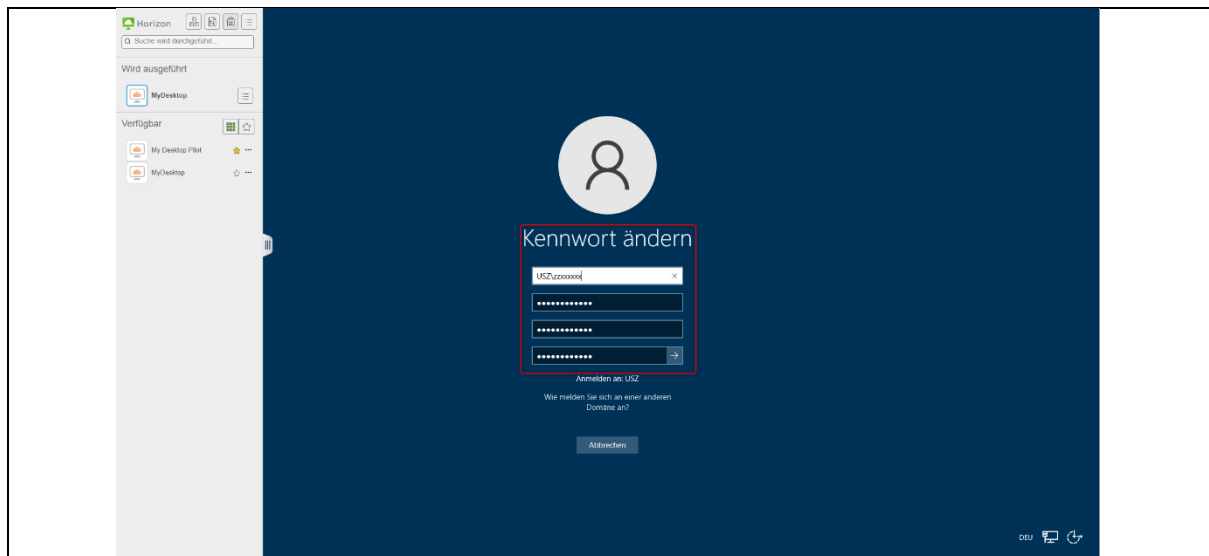 Horizon
Suche wird durchgeführt...
Wird ausgeführt
MyDesktop
Verfügbar
My Desktop Pilot
MyDesktop
Kennwort ändern
USZ\zzxxxxxx
Anmelden an: USZ
Wie melden Sie sich an einer anderen
Domäne an?
Abbrechen
DEU